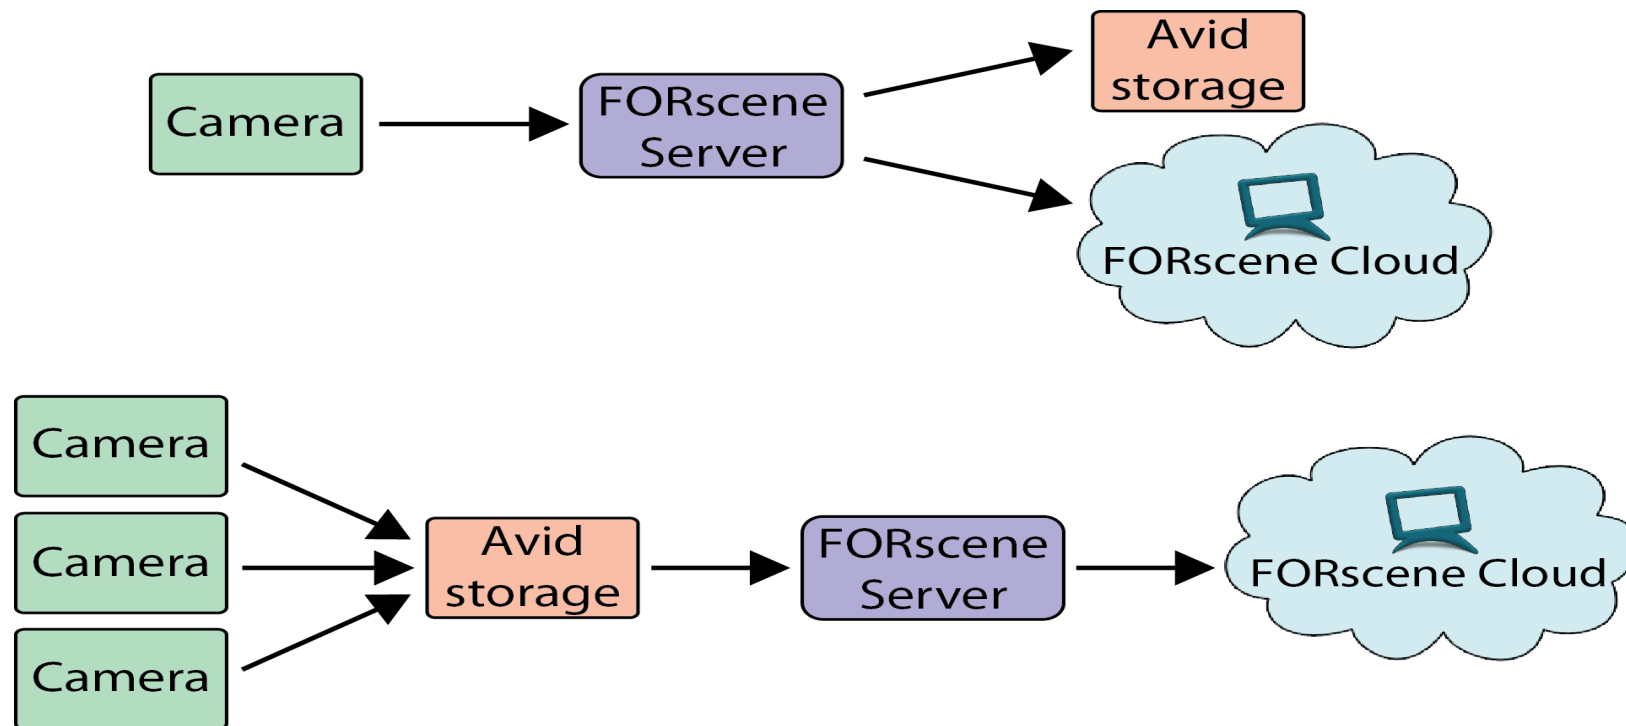 Camera
FORscene
Server
Avid
storage
FORscene Cloud
Camera
Camera
Camera
Avid
storage
FORscene
Server
FORscene Cloud